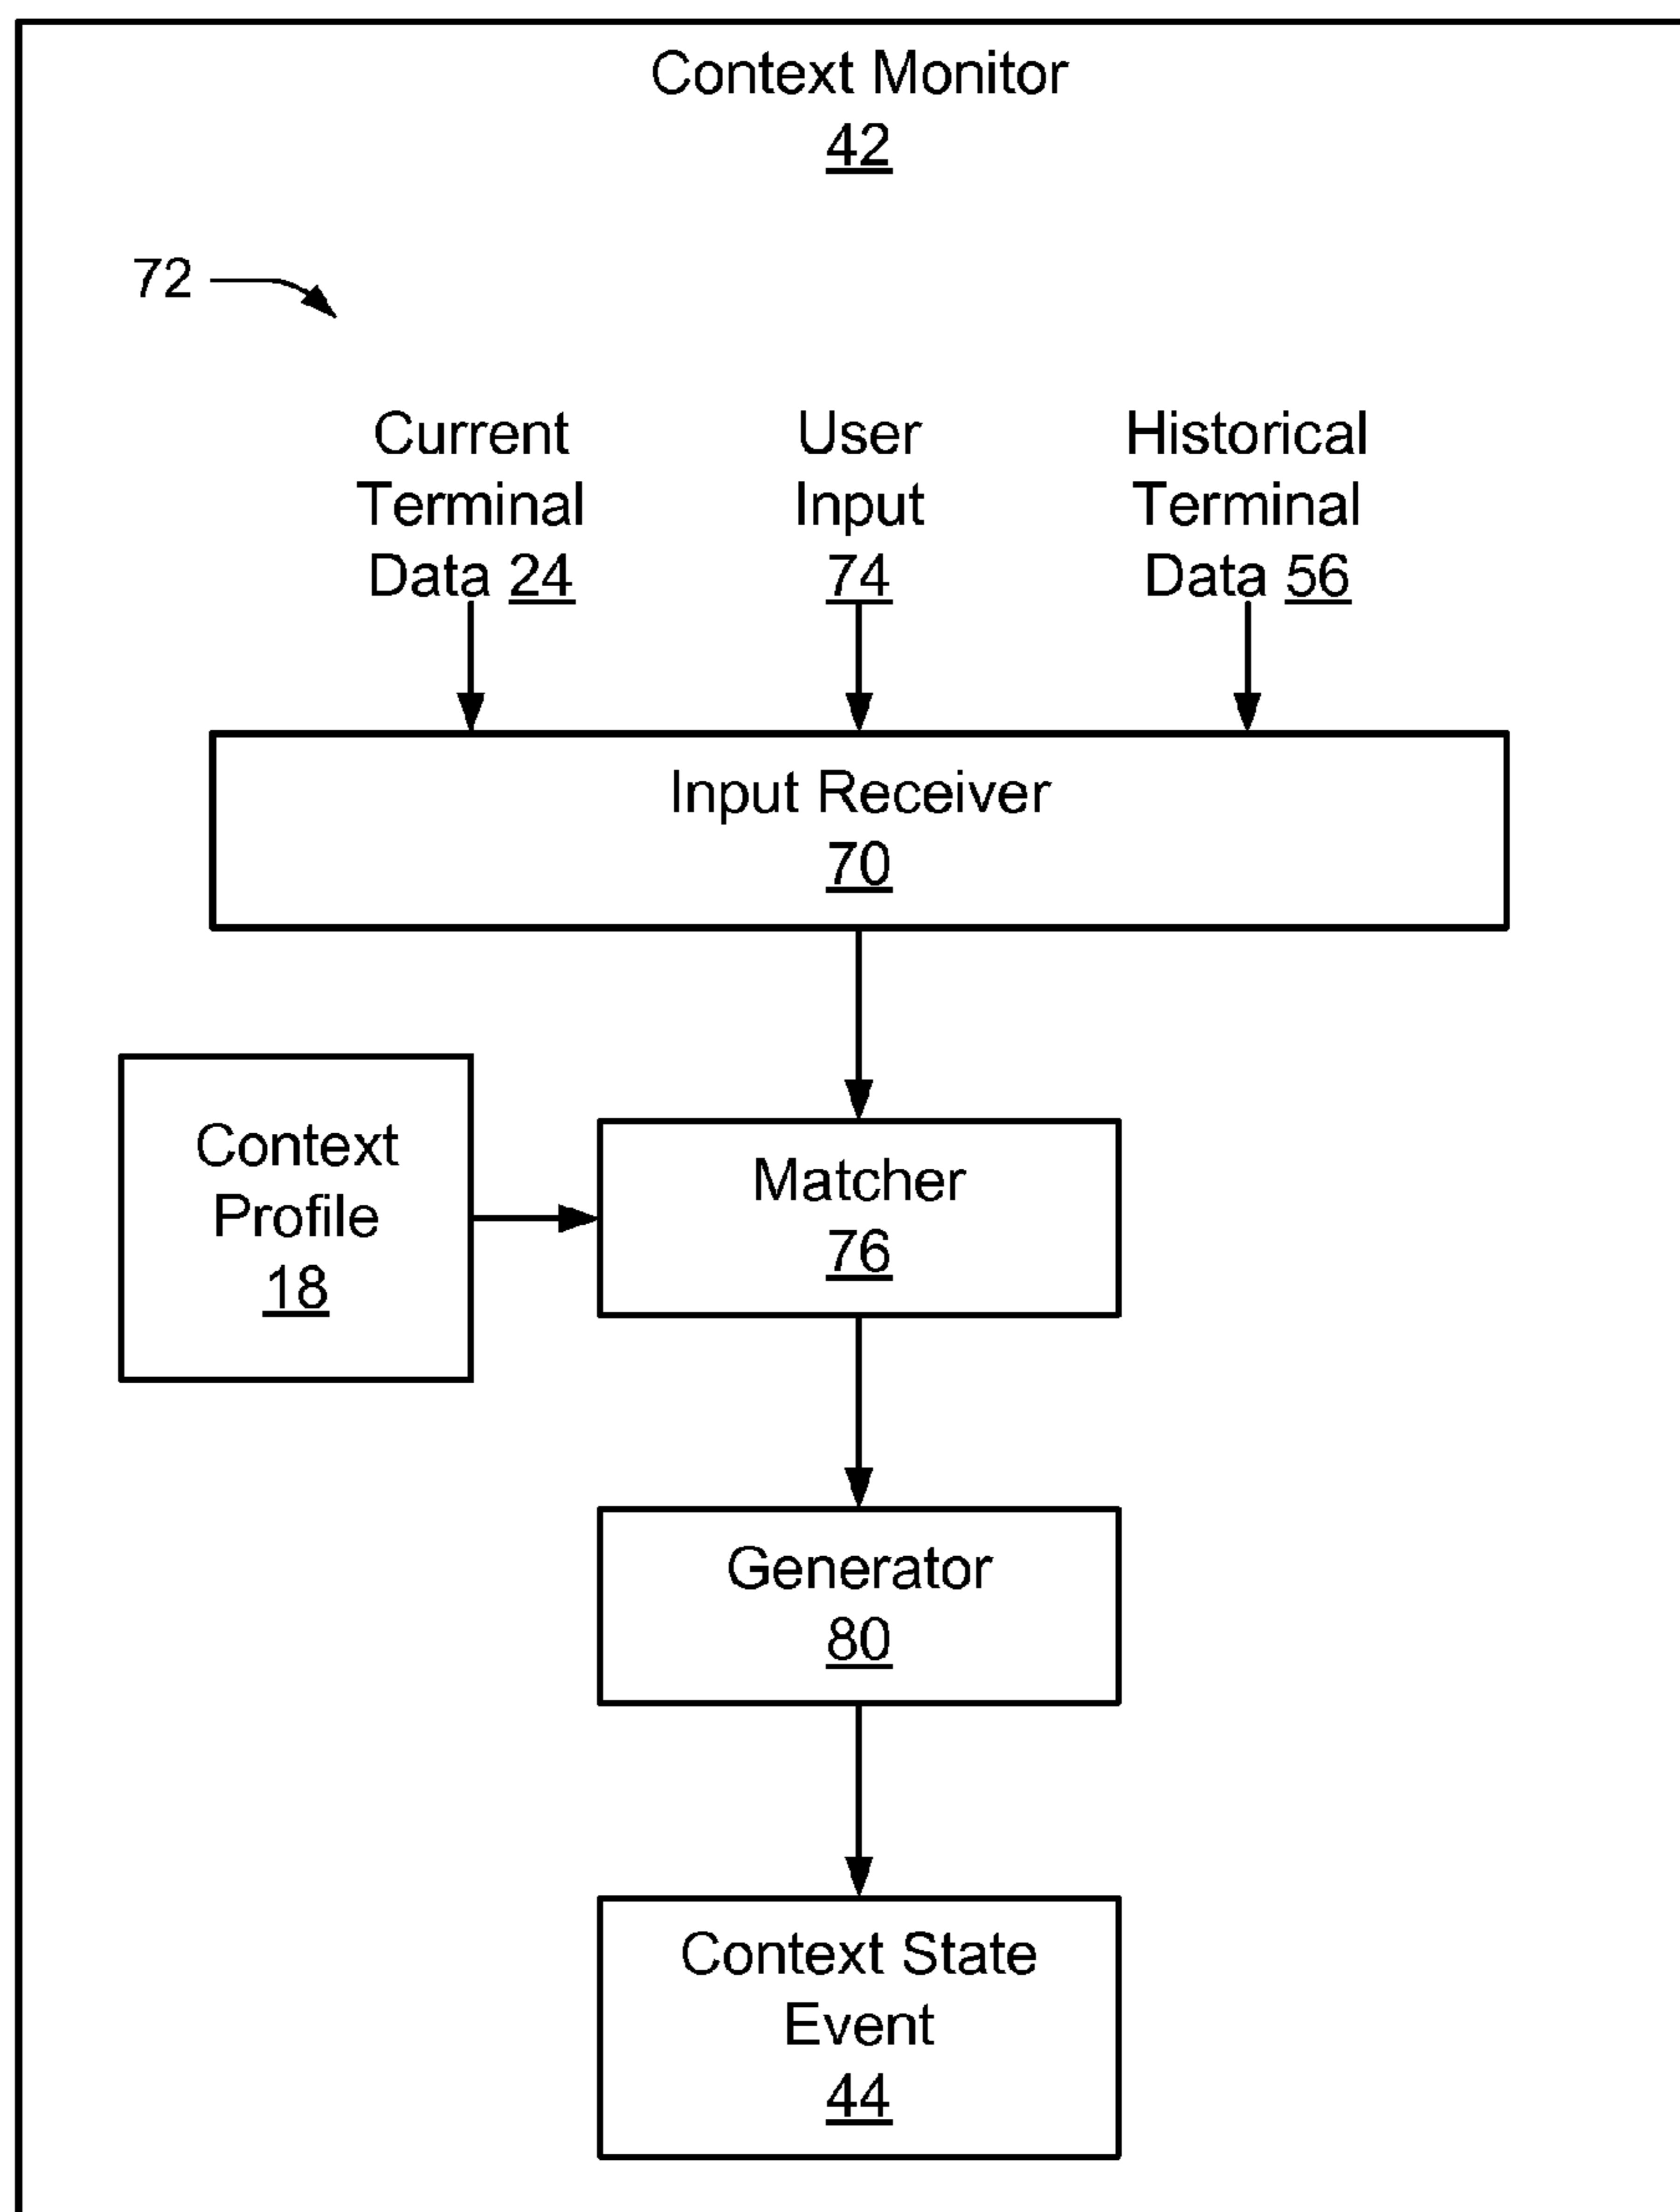 Context Monitor
42
72
Current
Terminal
Data 24
User
Input
74
Historical
Terminal
Data 56
Input Receiver
70
Context
Profile
18
Matcher
76
Generator
80
Context State
Event
44